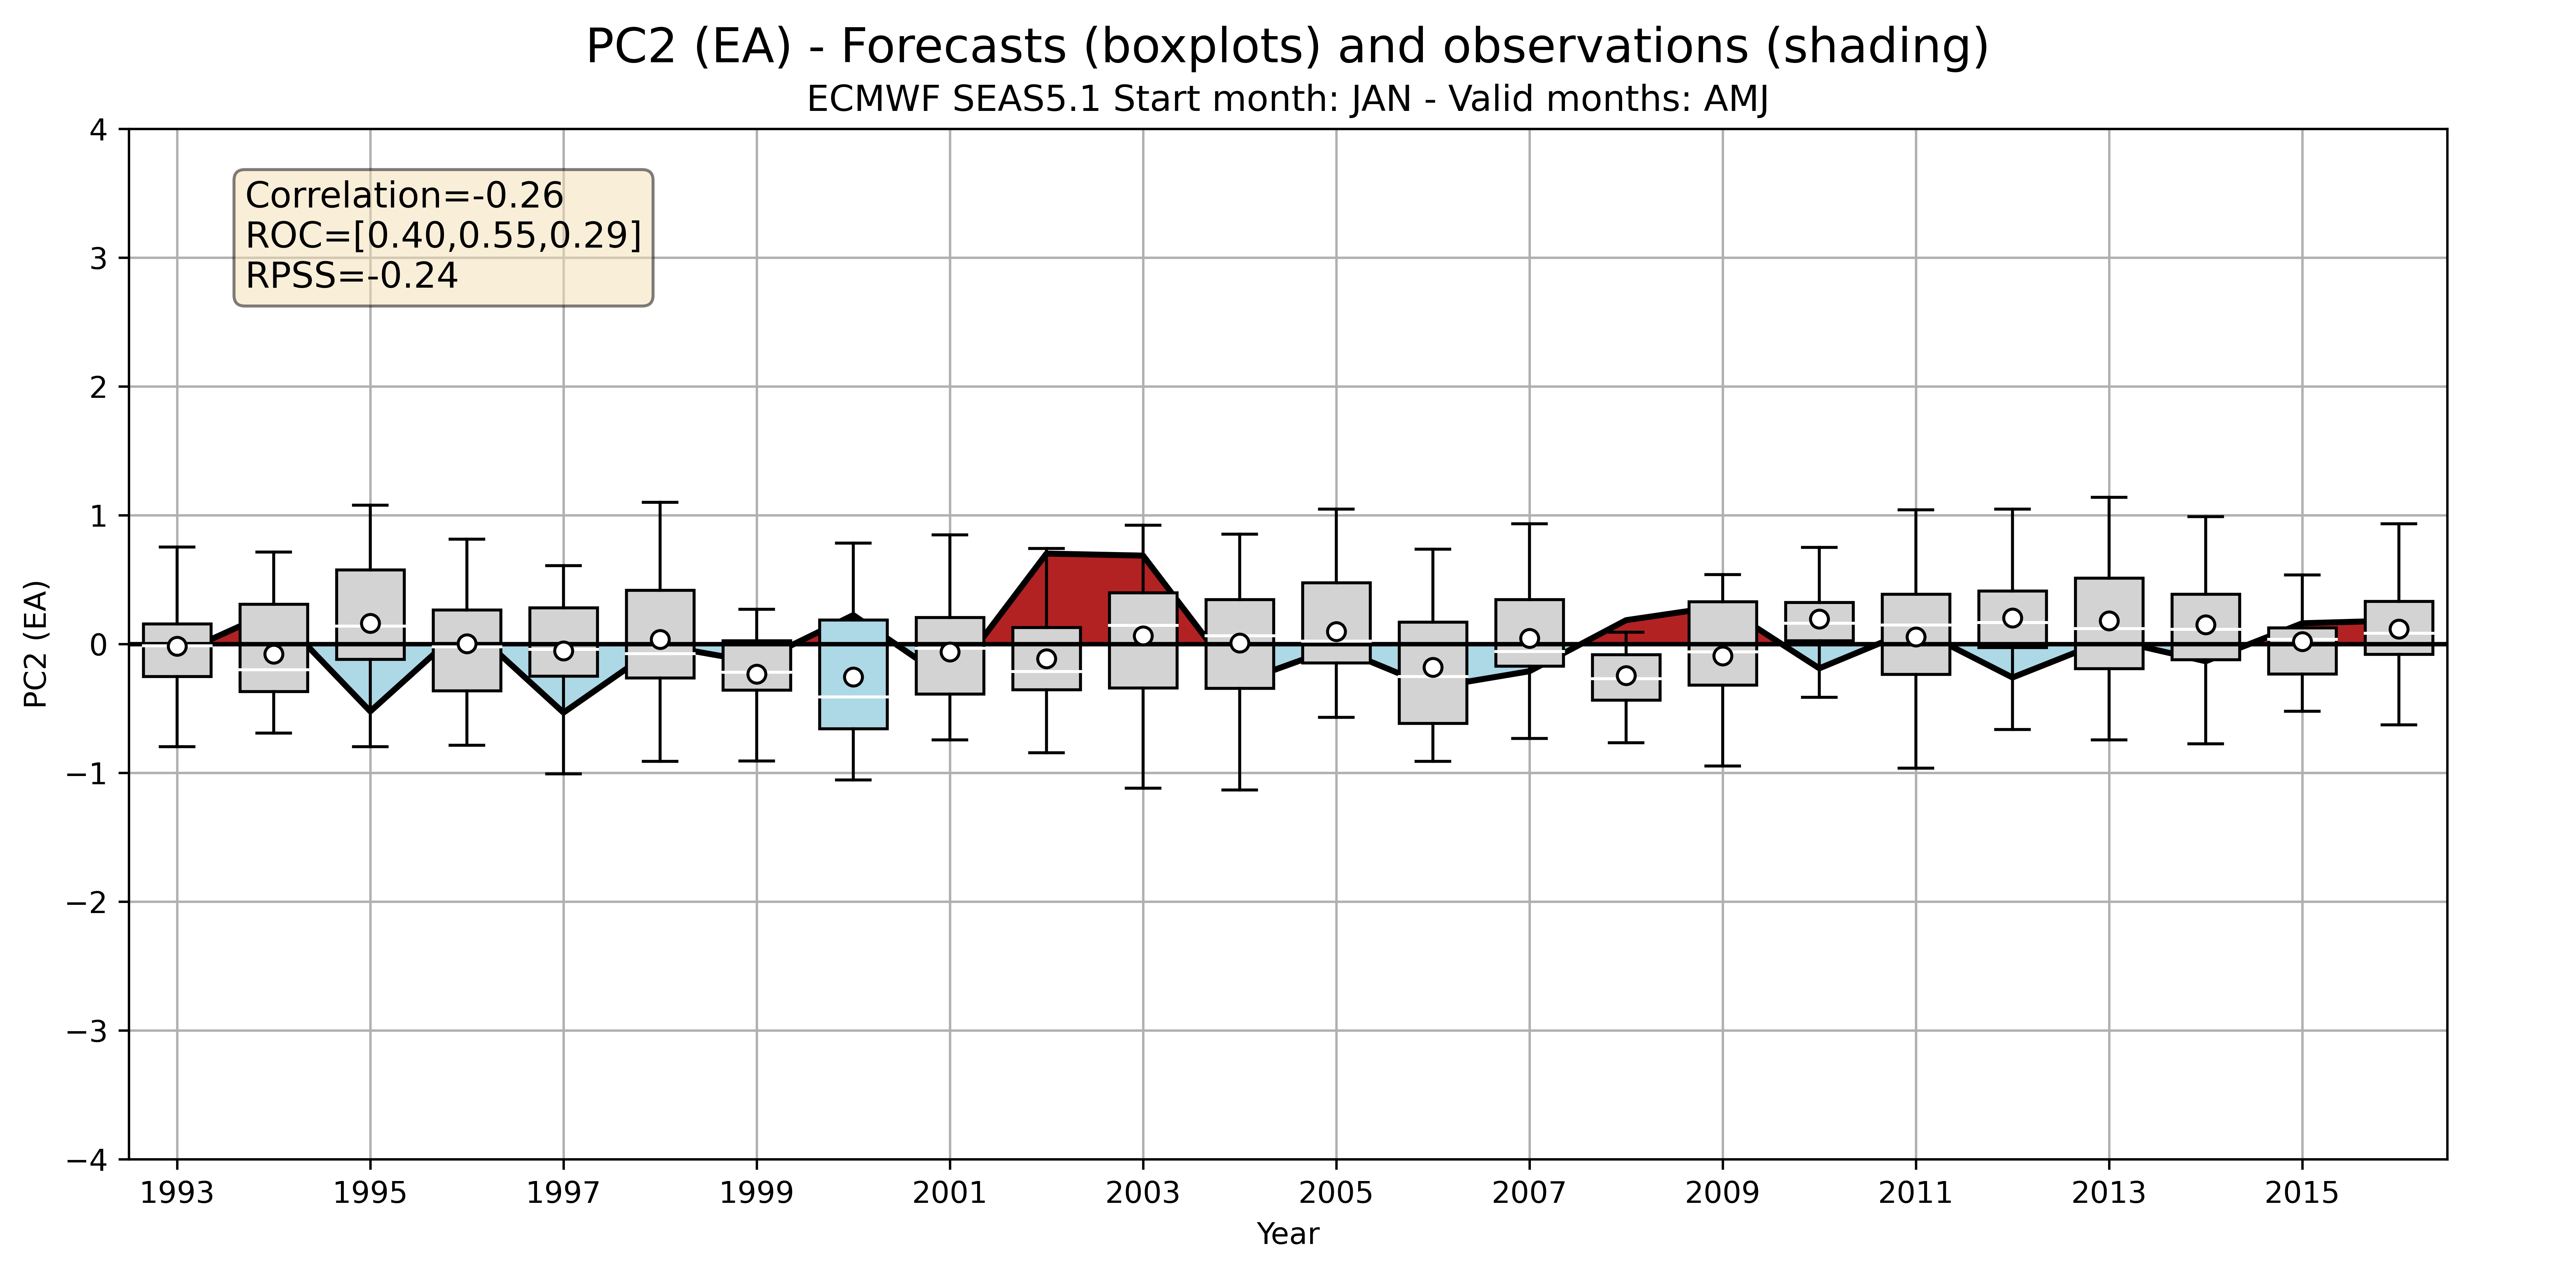 PC2 (EA) - Forecasts (boxplots) and observations (shading)
ECMWF SEAS5.1 Start month: JAN - Valid months: AMJ
Correlation=-0.26
ROC=[0.40,0.55,0.29]
RPSS=-0.24
PC2 (EA)
4
3
2
1
0
−1
−2
−3
−4
1993 1995 1997 1999 2001 2003 2005 2007 2009 2011 2013 2015
Year